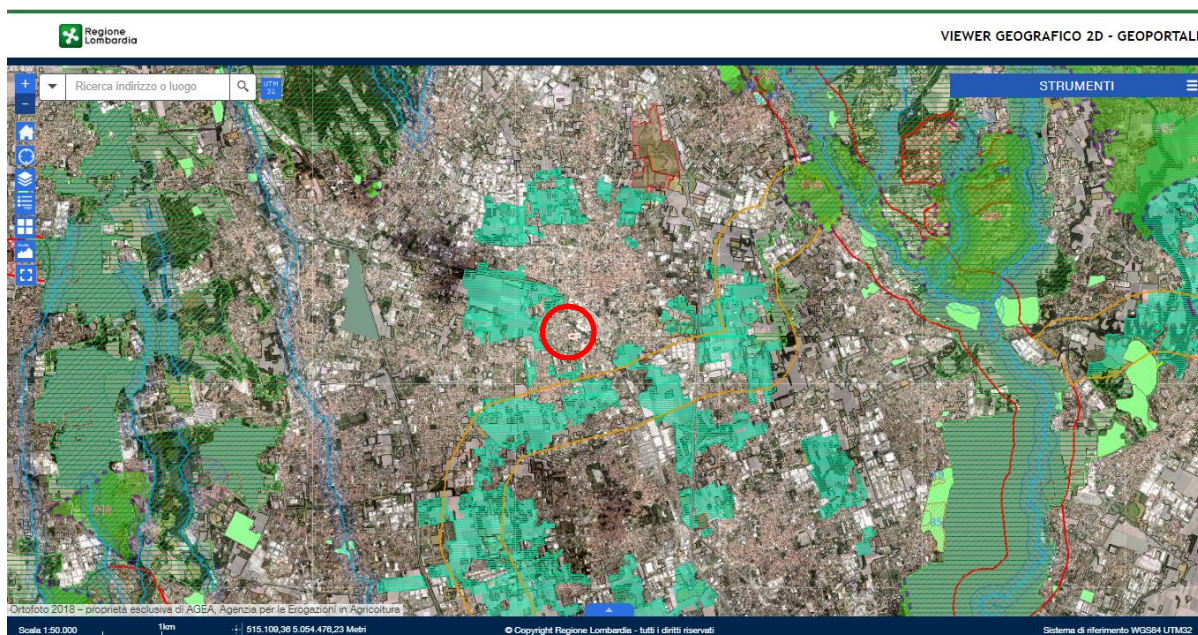 Regione
Lombardia
VIEWER GEOGRAFICO 2D - GEOPORTALE
+
Ricerca indirizzo o luogo
UTM
32
STRUMENTI
-
Ortofoto 2018 – proprietà esclusiva di AGEA, Agenzia per le Erogazioni in Agricoltura
Scala 1:50.000
1km
515.109,36 5.054.476,23 Metri
© Copyright Regione Lombardia - tutti i diritti riservati
Sistema di riferimento WGS84 UTM32